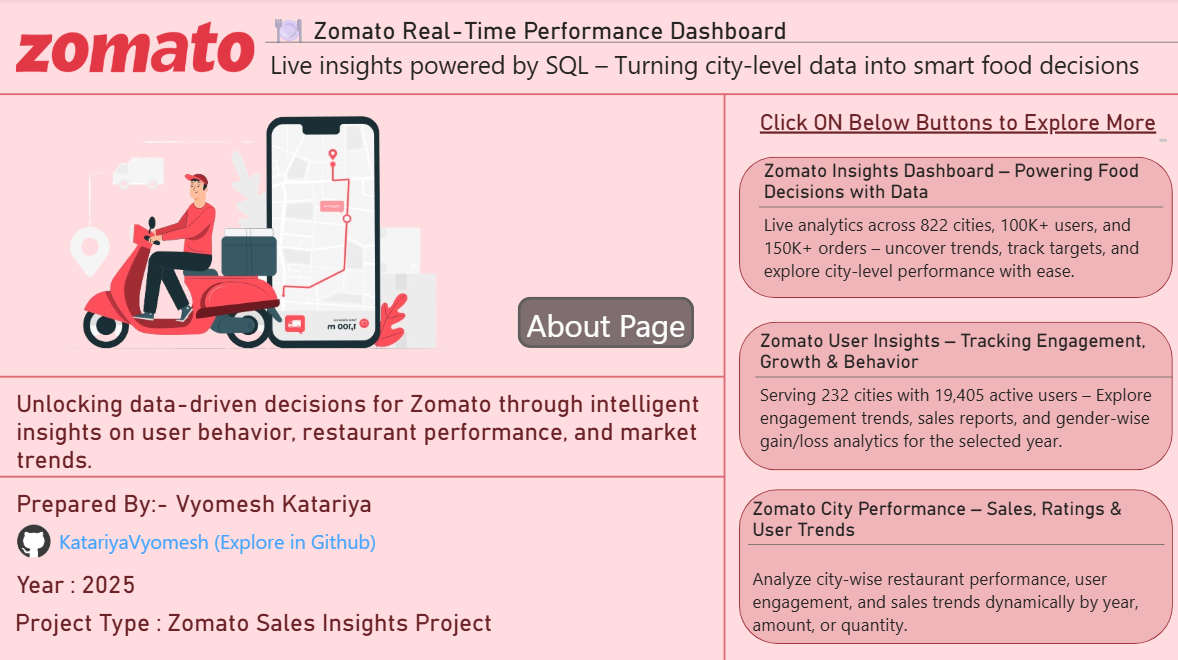 zomato
Zomato Real-Time Performance Dashboard
Live insights powered by SQL – Turning city-level data into smart food decisions
About Page
Unlocking data-driven decisions for Zomato through intelligent
insights on user behavior, restaurant performance, and market
trends.
Prepared By:- Vyomesh Katariya
KatariyaVyomesh (Explore in Github)
Year : 2025
Project Type : Zomato Sales Insights Project
Click ON Below Buttons to Explore More
Zomato Insights Dashboard – Powering Food
Decisions with Data
Live analytics across 822 cities, 100K+ users, and
150K+ orders – uncover trends, track targets, and
explore city-level performance with ease.
Zomato User Insights – Tracking Engagement,
Growth & Behavior
Serving 232 cities with 19,405 active users – Explore
engagement trends, sales reports, and gender-wise
gain/loss analytics for the selected year.
Zomato City Performance – Sales, Ratings &
User Trends
Analyze city-wise restaurant performance, user
engagement, and sales trends dynamically by year,
amount, or quantity.